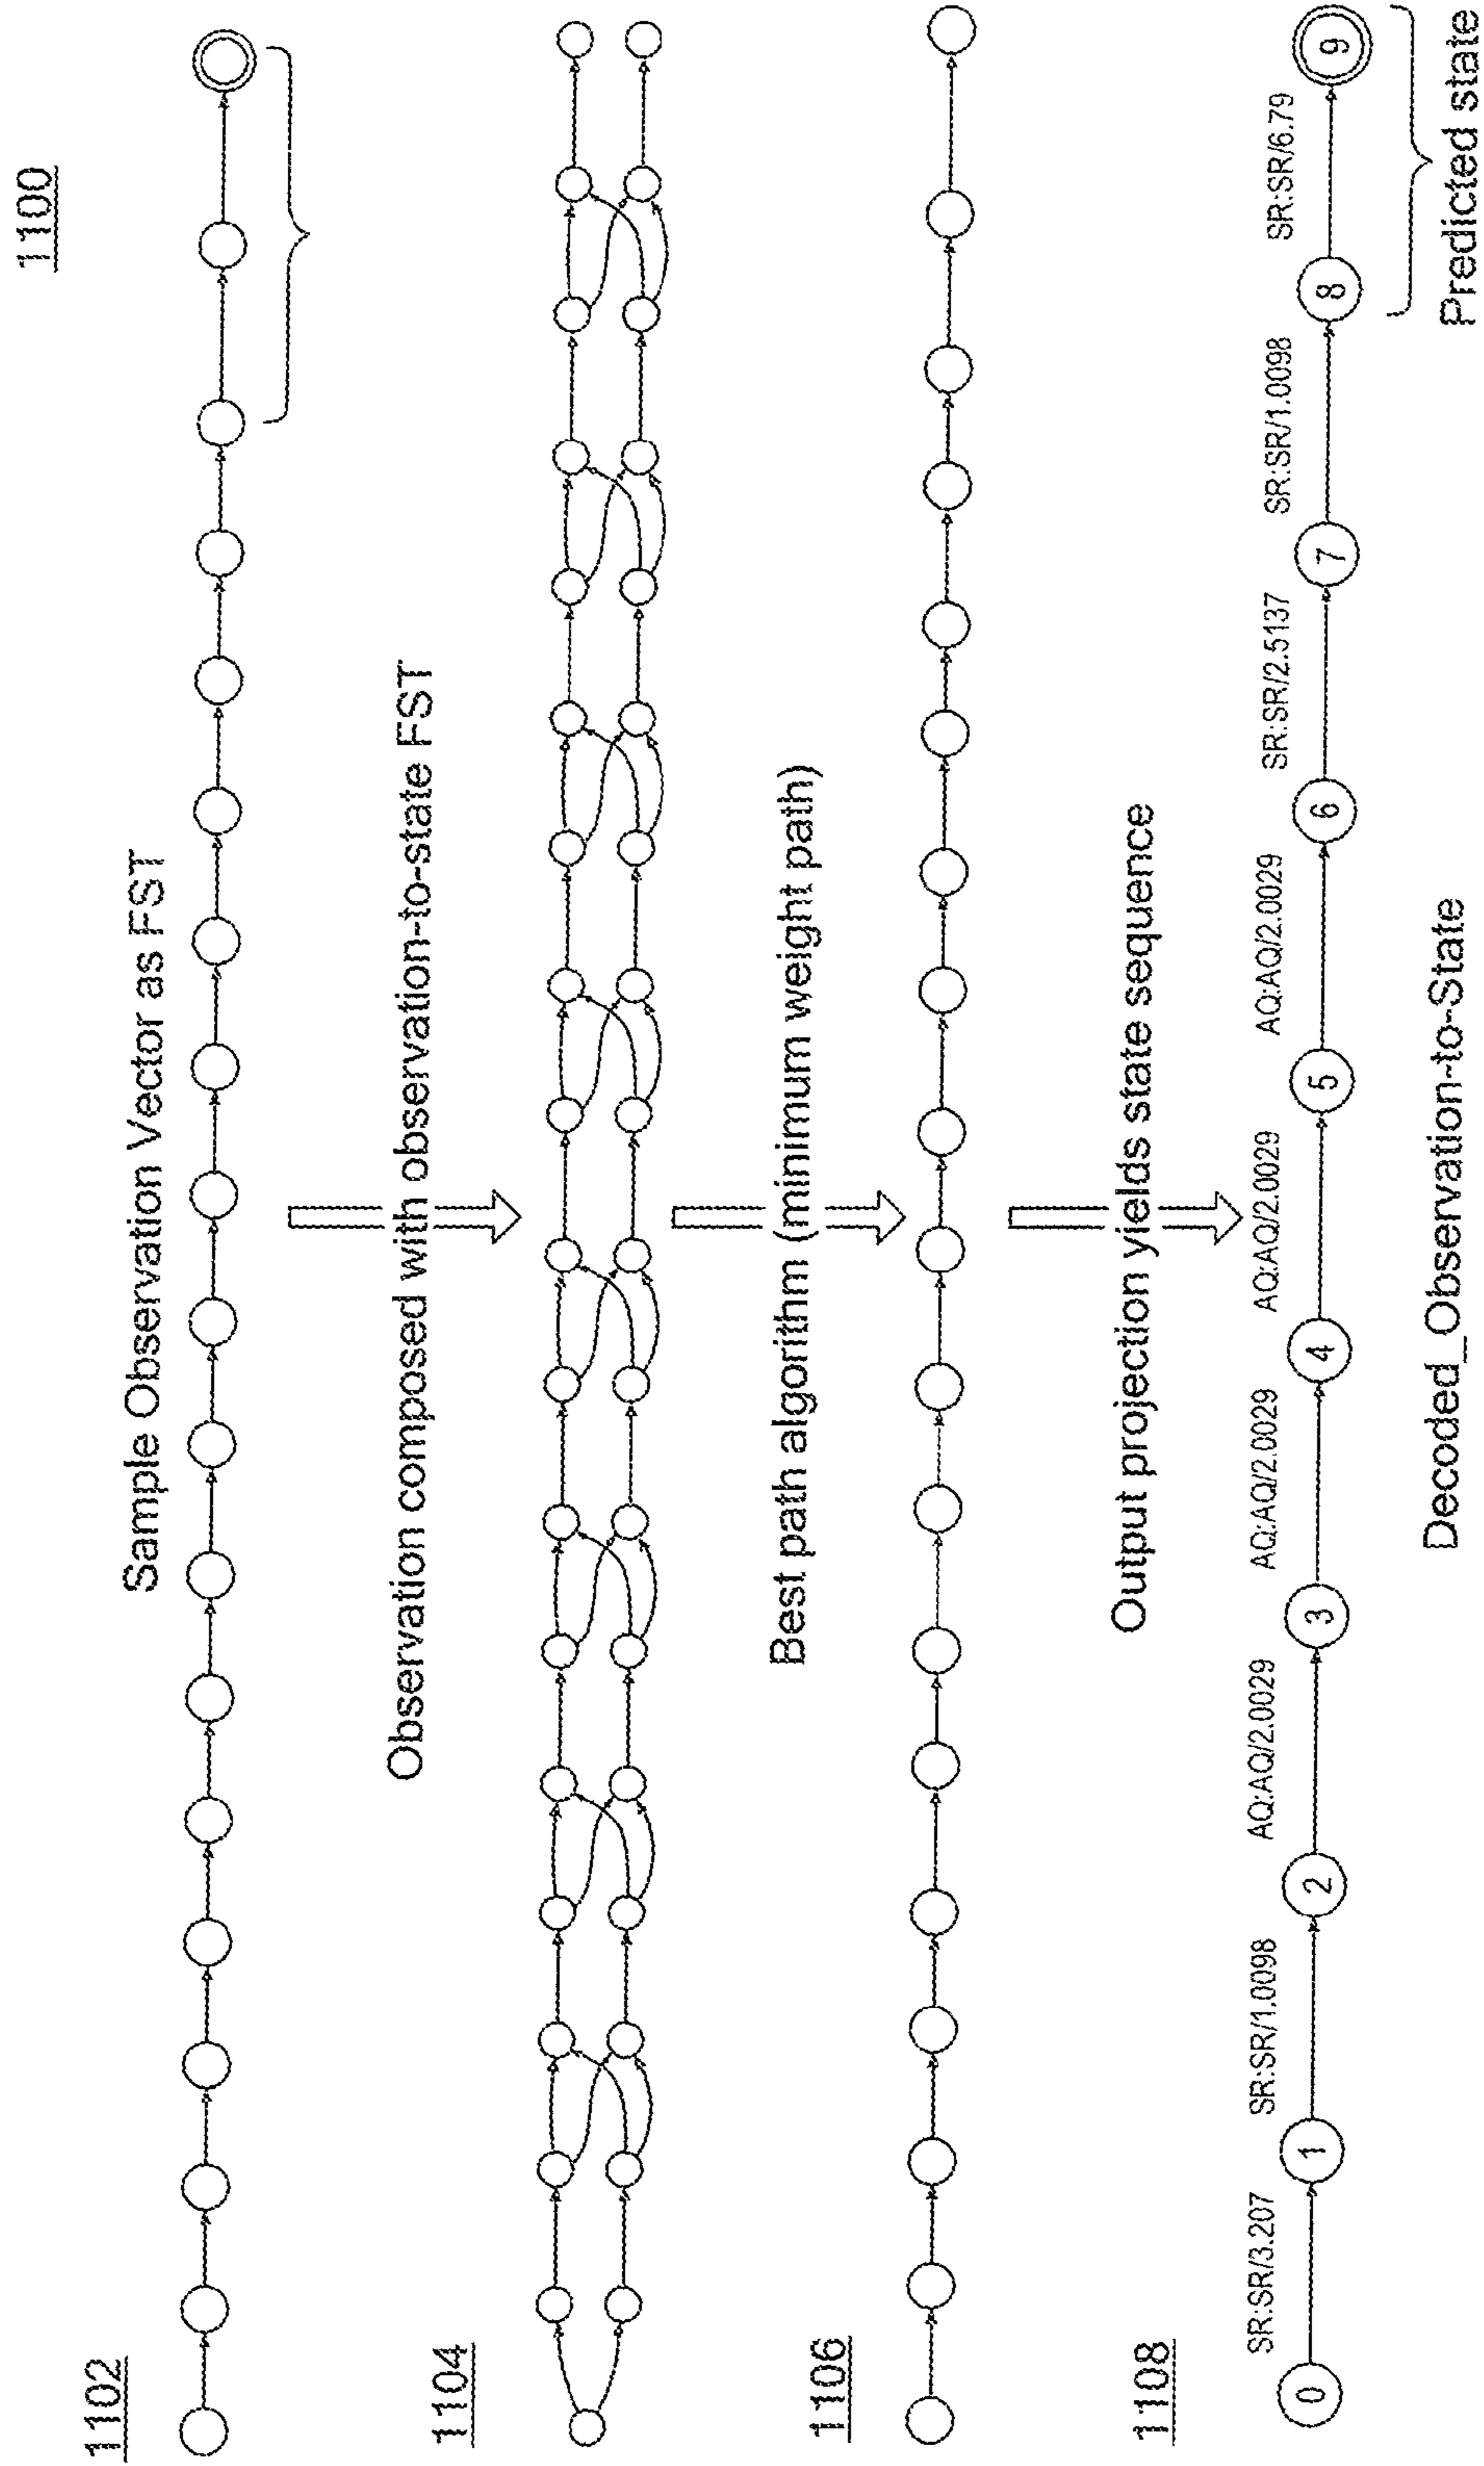 1100
1102
Sample Observation Vector as FST
Observation composed with observation-to-state FST
1104
Best path algorithm (minimum weight path)
1106
Output projection yields state sequence
1108
SR:SR/3.207 SR:SR/1.0098 AQ:AQ/2.0029 AQ:AQ/2.0029 AQ:AQ/2.0029 AQ:AQ/2.0029 SR:SR/2.5137 SR:SR/1.0098 SR:SR/6.79
0 1 2 3 4 5 6 7 8 9
Decoded_Observation-to-State
Predicted state